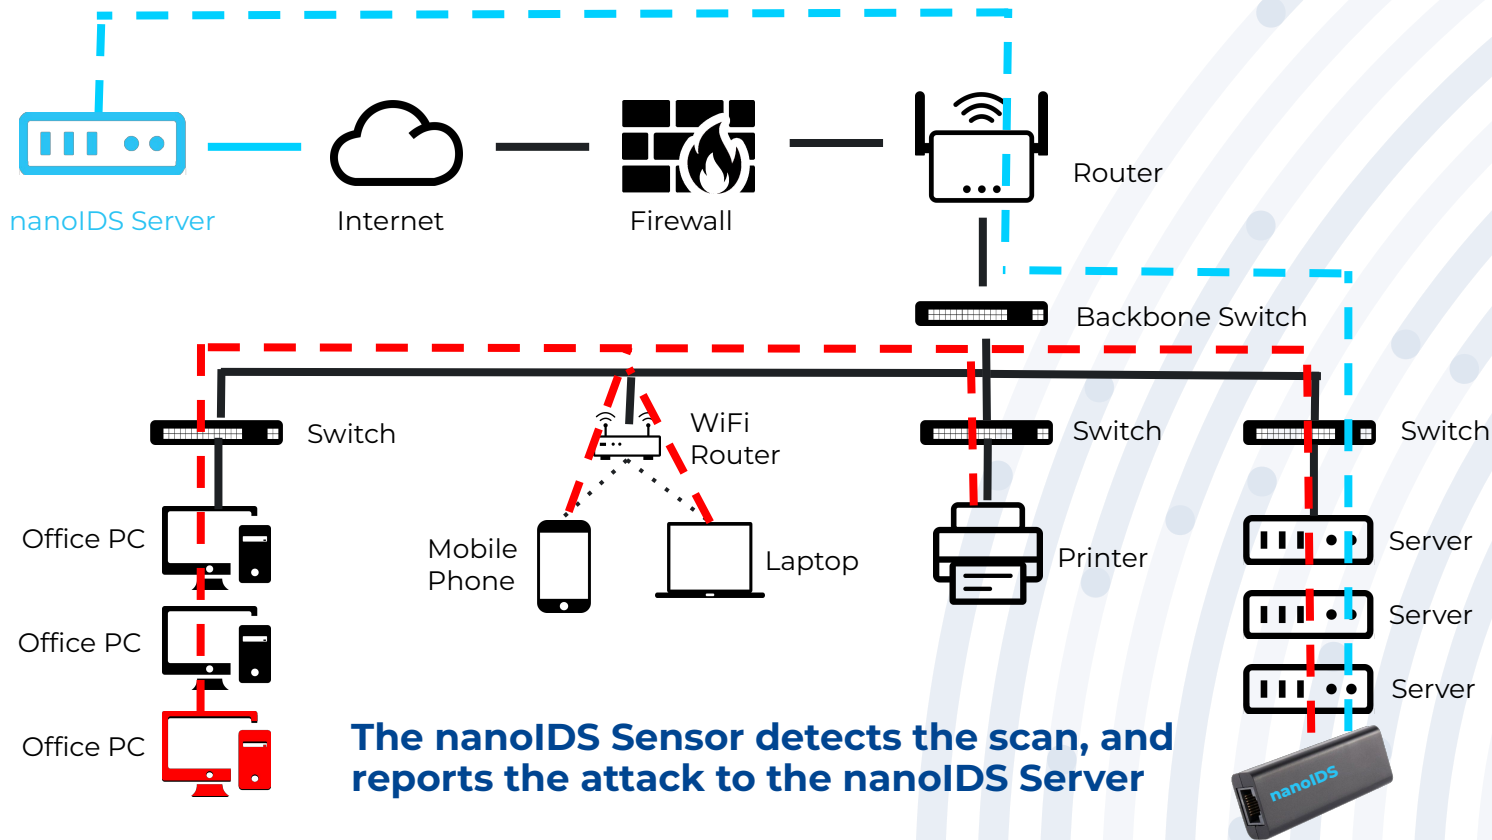 nanoIDS Server
Internet
Firewall
Router
Backbone Switch
Switch
WiFi
Router
Switch
Switch
Office PC
Mobile
Phone
Laptop
Printer
Server
Office PC
Server
Office PC
Server
The nanoIDS Sensor detects the scan, and
reports the attack to the nanoIDS Server
nanoIDS